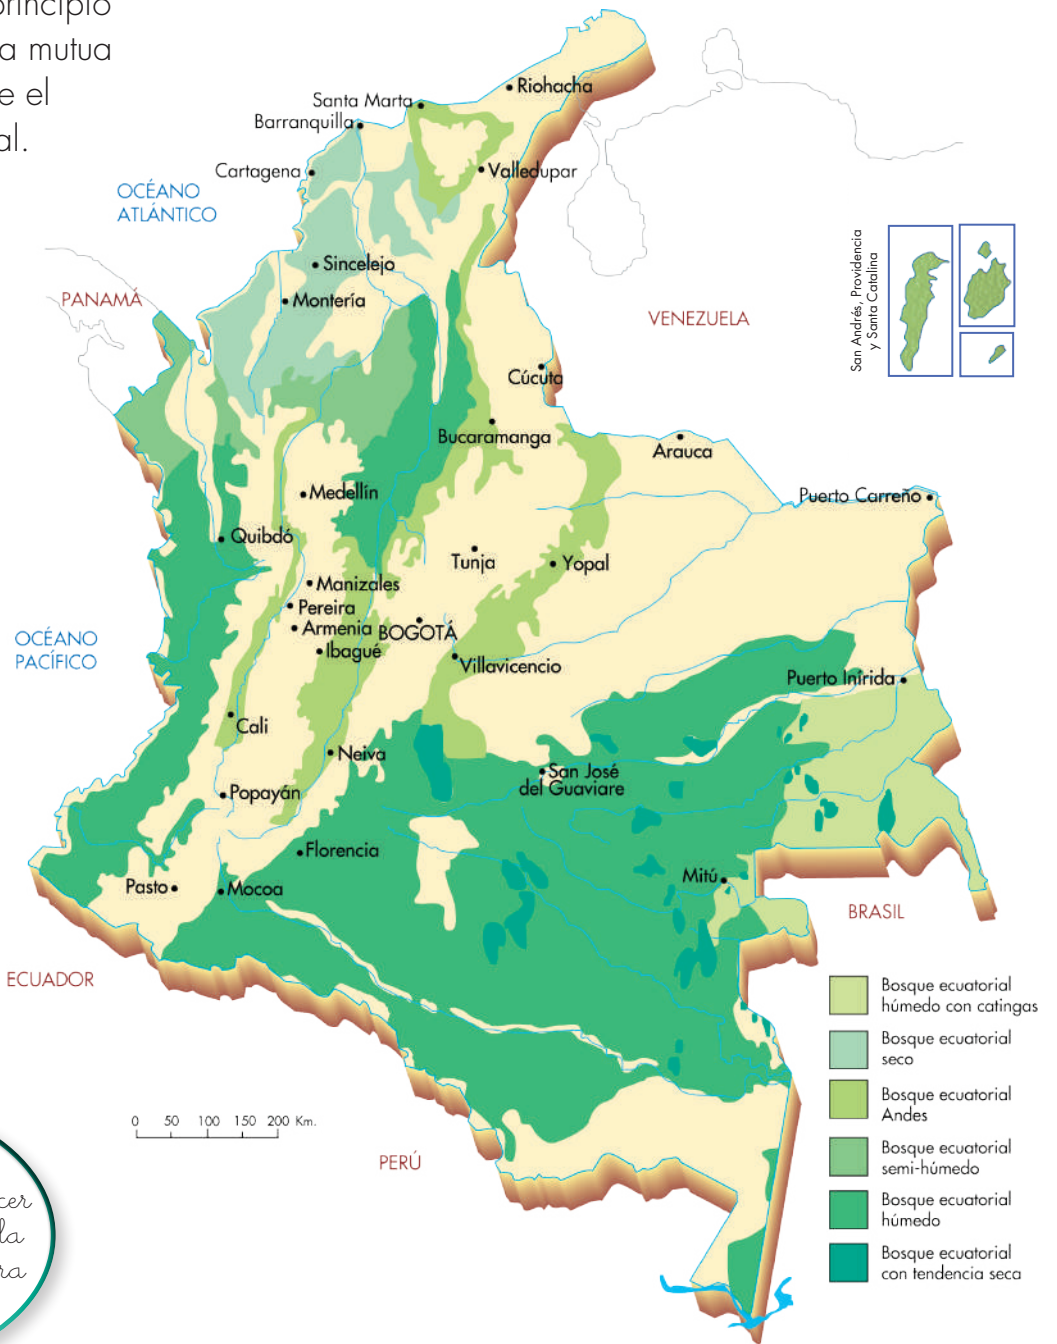 principio
a mutua
e el
al.
Riohacha
Santa Marta
Barranquilla
Cartagena
Valledupar
OCÉANO
ATLÁNTICO
San Andrés, Providencia
y Santa Catalina
Sincelejo
PANAMÁ
Montería
VENEZUELA
Cúcuta
Bucaramanga
Arauca
Medellín
Puerto Carreño
Quibdó
Tunja
Yopal
Manizales
Pereira
Armenia
BOGOTÁ
OCÉANO
PACÍFICO
Ibagué
Villavicencio
Puerto Inírida
Cali
Neiva
San José
del Guaviare
Popayán
Florencia
Mitú
Pasto
Mocoa
BRASIL
ECUADOR
Bosque ecuatorial
húmedo con catingas
Bosque ecuatorial
seco
Bosque ecuatorial
Andes
Bosque ecuatorial
semi-húmedo
Bosque ecuatorial
húmedo
Bosque ecuatorial
con tendencia seca
0 50 100 150 200 Km.
PERÚ
cer
la
ra